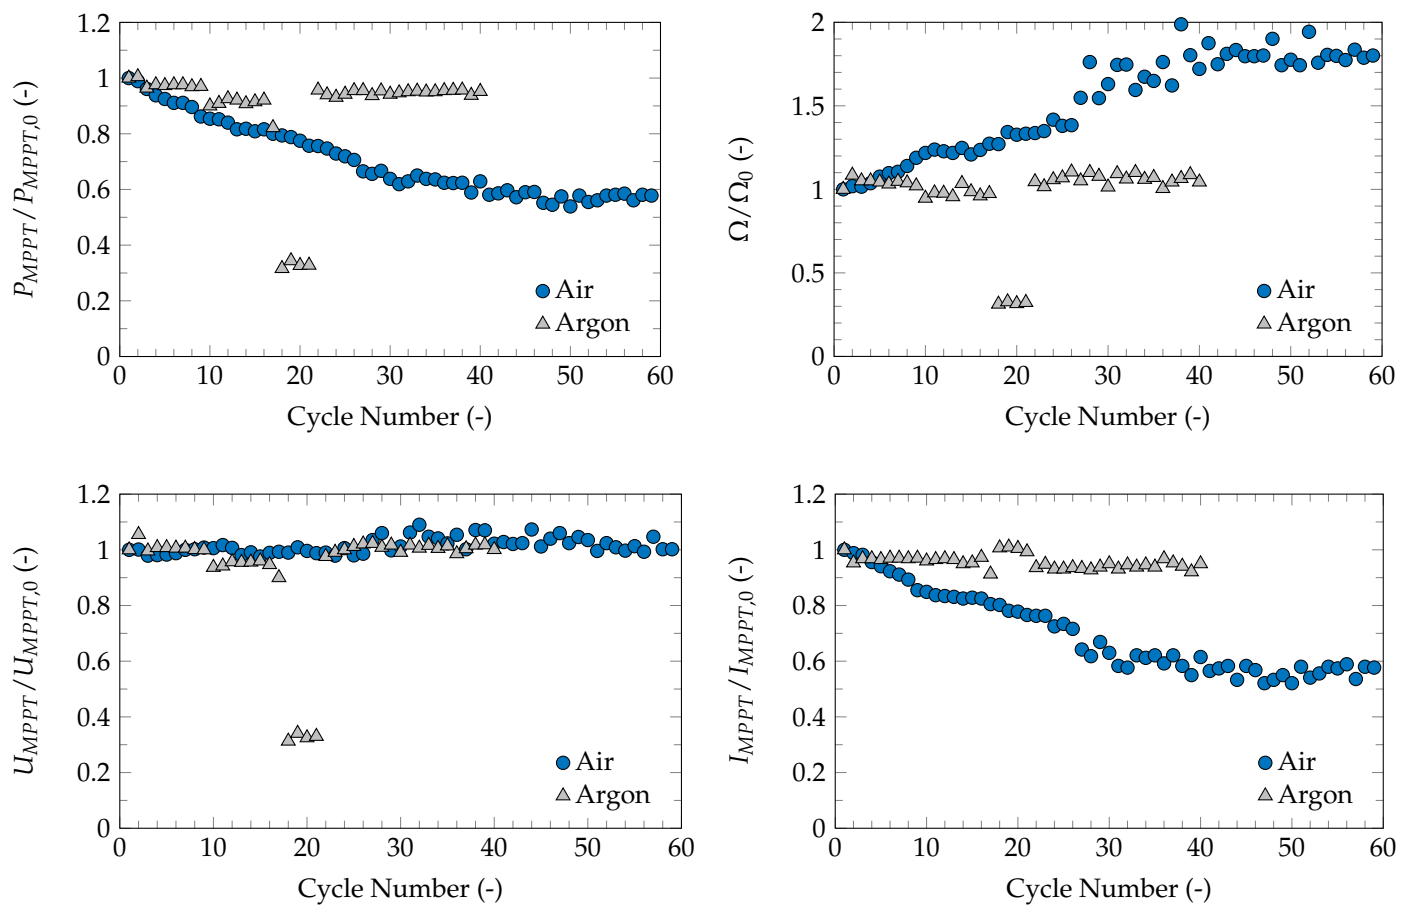 1.2
1
0.8
0.6
0.4
0.2
0
0 10 20 30 40 50 60
P_MPPT / P_MPPT,0 (-)
Cycle Number (-)
Air
Argon
2
1.5
1
0.5
0
0 10 20 30 40 50 60
Ω/Ω_0 (-)
Cycle Number (-)
Air
Argon
1.2
1
0.8
0.6
0.4
0.2
0
0 10 20 30 40 50 60
U_MPPT / U_MPPT,0 (-)
Cycle Number (-)
Air
Argon
1.2
1
0.8
0.6
0.4
0.2
0
0 10 20 30 40 50 60
I_MPPT / I_MPPT,0 (-)
Cycle Number (-)
Air
Argon